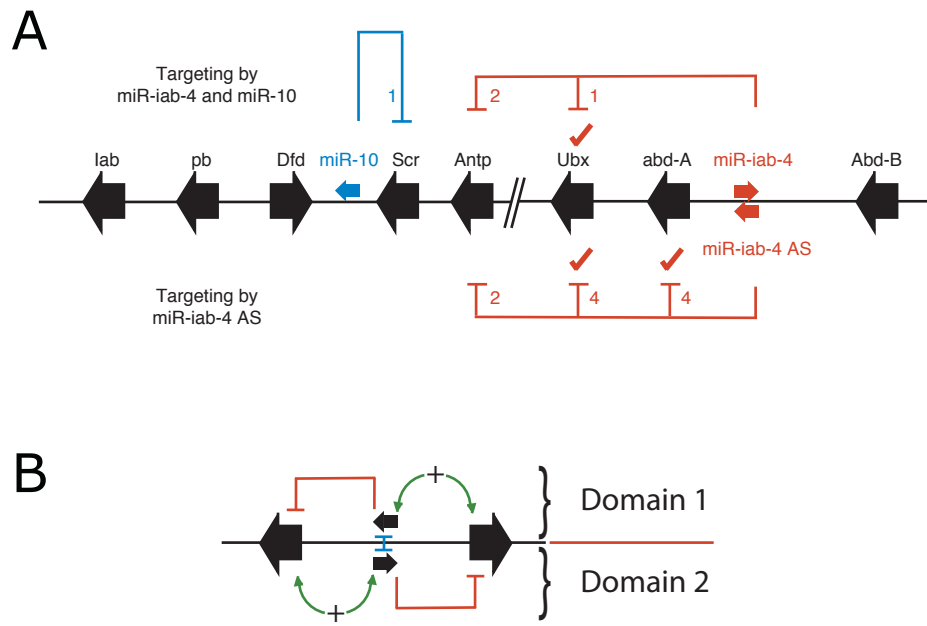 A
Targeting by
miR-iab-4 and miR-10
1
2
1
lab
pb
Dfd
miR-10
Scr
Antp
Ubx
abd-A
miR-iab-4
Abd-B
miR-iab-4 AS
Targeting by
miR-iab-4 AS
2
4
4
B
+
Domain 1
Domain 2
+